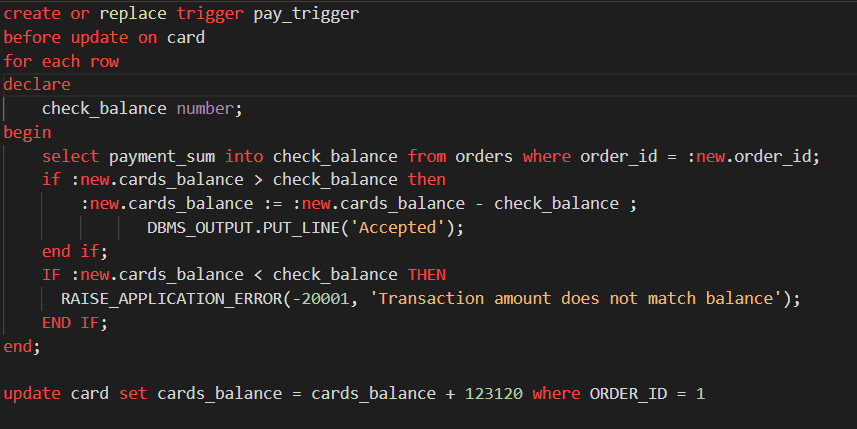 create or replace trigger pay_trigger
before update on card
for each row
declare
    check_balance number;
begin
    select payment_sum into check_balance from orders where order_id = :new.order_id;
    if :new.cards_balance > check_balance then
        :new.cards_balance := :new.cards_balance - check_balance ;
               DBMS_OUTPUT.PUT_LINE('Accepted');
    end if;
    IF :new.cards_balance < check_balance THEN
      RAISE_APPLICATION_ERROR(-20001, 'Transaction amount does not match balance');
    END IF;
end;

update card set cards_balance = cards_balance + 123120 where ORDER_ID = 1